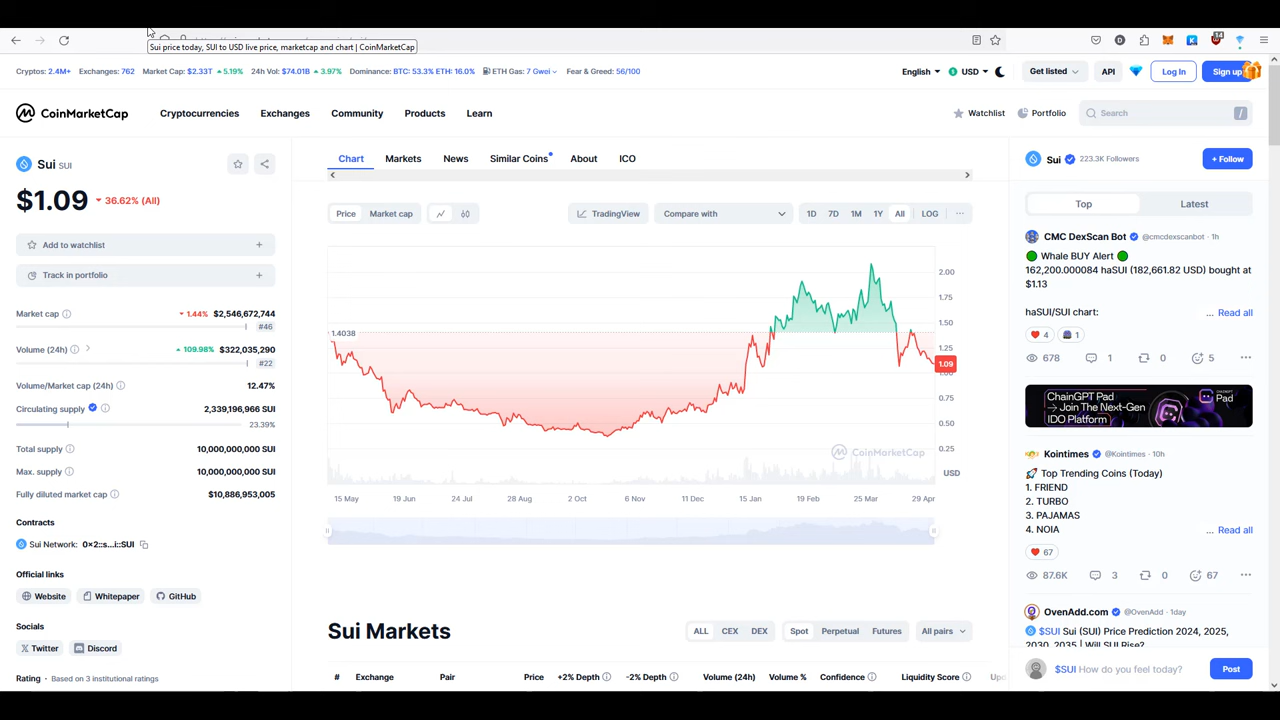 Sui price today, SUI to USD live price, marketcap and chart | CoinMarketCap
14
Cryptos: 2.4M+ Exchanges: 762 Market Cap: $2.33T 5.19% 24h Vol: $74.01B 3.97% Dominance: BTC: 53.3% ETH: 16.0% ETH Gas: 7 Gwei Fear & Greed: 56/100
English USD Get listed API Log In Sign up
CoinMarketCap Cryptocurrencies Exchanges Community Products Learn Watchlist Portfolio Search /
Sui SUI
$1.09 36.62% (All)
Add to watchlist +
Track in portfolio +
Market cap 1.44% $2,546,672,744
#46
Volume (24h) 109.98% $322,035,290
#22
Volume/Market cap (24h) 12.47%
Circulating supply 2,339,196,966 SUI
23.39%
Total supply 10,000,000,000 SUI
Max. supply 10,000,000,000 SUI
Fully diluted market cap $10,886,953,005
Contracts
Sui Network: 0x2::s...i::SUI
Official links
Website Whitepaper GitHub
Socials
Twitter Discord
Rating · Based on 3 institutional ratings
Chart Markets News Similar Coins About ICO
Price Market cap TradingView Compare with 1D 7D 1M 1Y All LOG ...
2.00
1.75
1.50
1.4038
1.25
1.09
1.00
0.75
0.50
0.25
CoinMarketCap
USD
15 May 19 Jun 24 Jul 28 Aug 2 Oct 6 Nov 11 Dec 15 Jan 19 Feb 25 Mar 29 Apr
Sui Markets ALL CEX DEX Spot Perpetual Futures All pairs
# Exchange Pair Price +2% Depth -2% Depth Volume (24h) Volume % Confidence Liquidity Score
Sui 223.3K Followers + Follow
Top Latest
CMC DexScan Bot @cmcdexscanbot · 1h
Whale BUY Alert
162,200.000084 haSUI (182,661.82 USD) bought at
$1.13
haSUI/SUI chart: ... Read all
4 1
678 1 0 5 ...
ChainGPT Pad
→ Join The Next-Gen
IDO Platform
Pad
Kointimes @Kointimes · 10h
Top Trending Coins (Today)
1. FRIEND
2. TURBO
3. PAJAMAS
4. NOIA ... Read all
67
87.6K 3 0 67 ...
OvenAdd.com @OvenAdd · 1day
$SUI Sui (SUI) Price Prediction 2024, 2025,
2030, 2035 | Will SUI Rise?
$SUI How do you feel today? Post